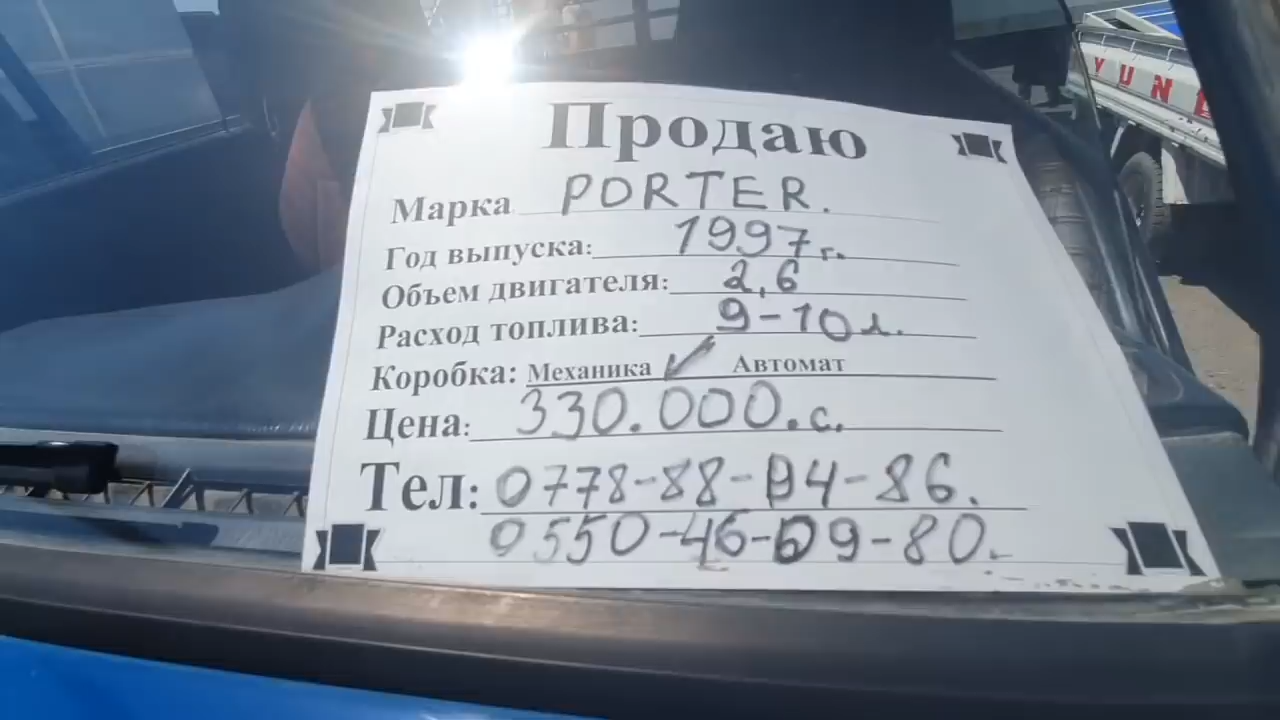 Продаю
Марка PORTER.
Год выпуска: 1997г.
Объем двигателя: 2,6
Расход топлива: 9-10л.
Коробка: Механика ✓ Автомат
Цена: 330.000.с.
Тел: 0778-88-04-86.
0550-46-09-80.
YUN